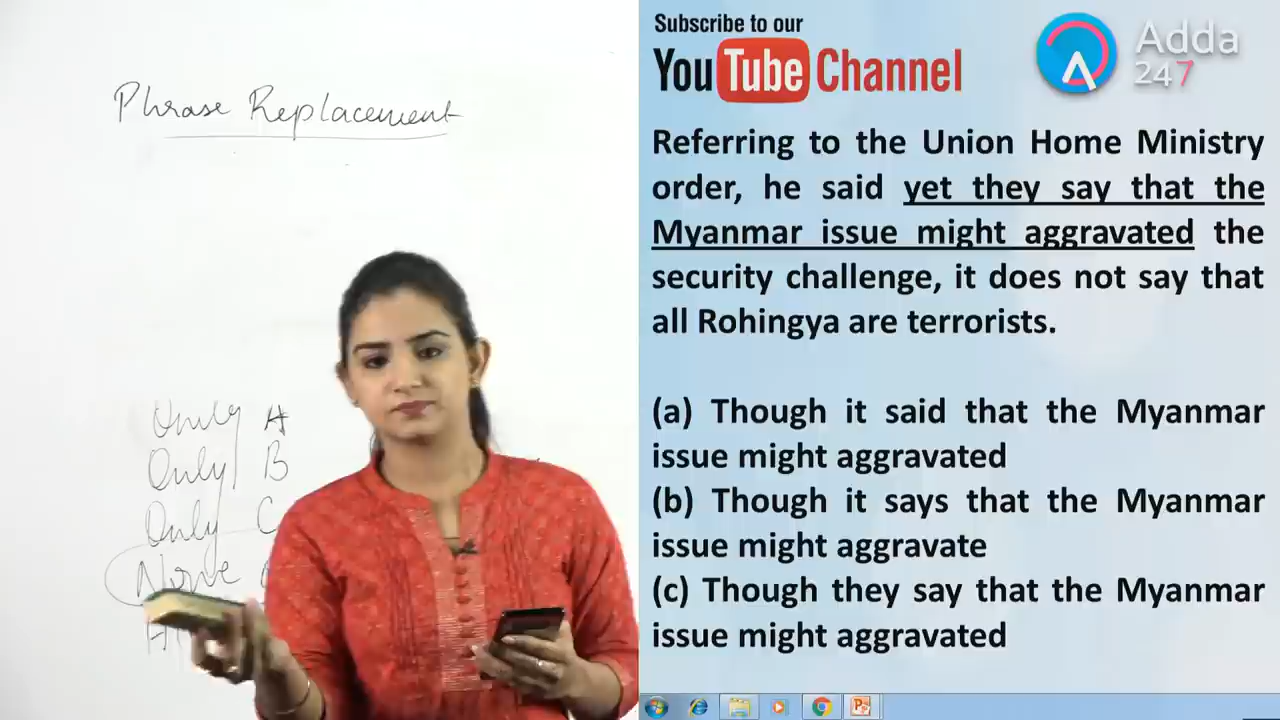 Phrase Replacement
Only A
Only B
Only C
None
Subscribe to our
YouTube Channel
Adda
247
Referring to the Union Home Ministry
order, he said yet they say that the
Myanmar issue might aggravated the
security challenge, it does not say that
all Rohingya are terrorists.
(a) Though it said that the Myanmar
issue might aggravated
(b) Though it says that the Myanmar
issue might aggravate
(c) Though they say that the Myanmar
issue might aggravated